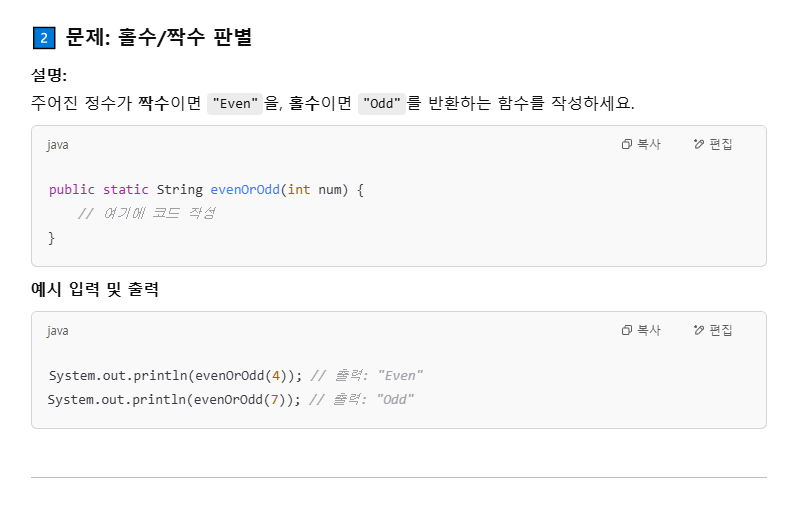 2 문제: 홀수/짝수 판별
설명:
주어진 정수가 짝수이면 "Even"을, 홀수이면 "Odd"를 반환하는 함수를 작성하세요.
java 복사 편집
public static String evenOrOdd(int num) {
    // 여기에 코드 작성
}
예시 입력 및 출력
java 복사 편집
System.out.println(evenOrOdd(4)); // 출력: "Even"
System.out.println(evenOrOdd(7)); // 출력: "Odd"